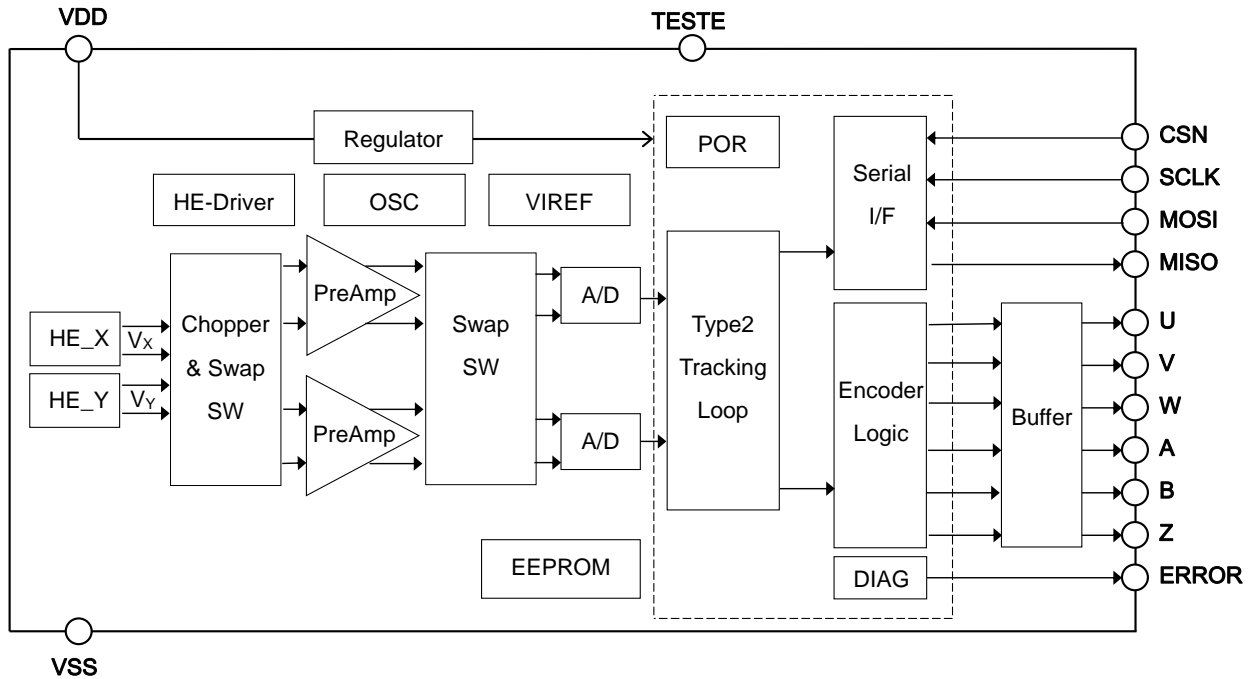 VDD
TESTE
Regulator
POR
Serial
I/F
CSN
SCLK
MOSI
MISO
HE-Driver
OSC
VIREF
HE_X
VX
HE_Y
VY
Chopper
& Swap
SW
PreAmp
PreAmp
Swap
SW
A/D
A/D
Type2
Tracking
Loop
Encoder
Logic
Buffer
U
V
W
A
B
Z
EEPROM
DIAG
ERROR
VSS